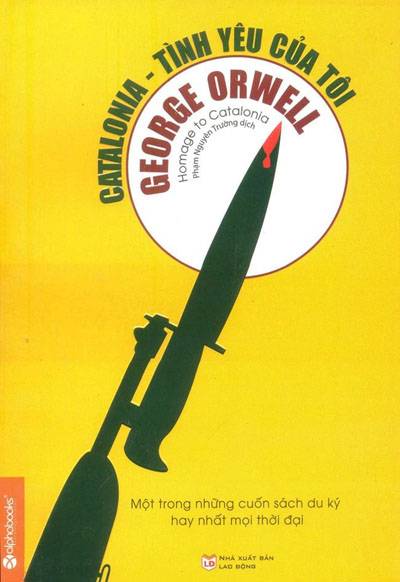 CATALONIA - TÌNH YÊU CỦA TÔI
GEORGE ORWELL
Homage to Catalonia
Phạm Nguyên Trường dịch
Một trong những cuốn sách du ký
hay nhất mọi thời đại
alphabooks
LĐ
NHÀ XUẤT BẢN
LAO ĐỘNG